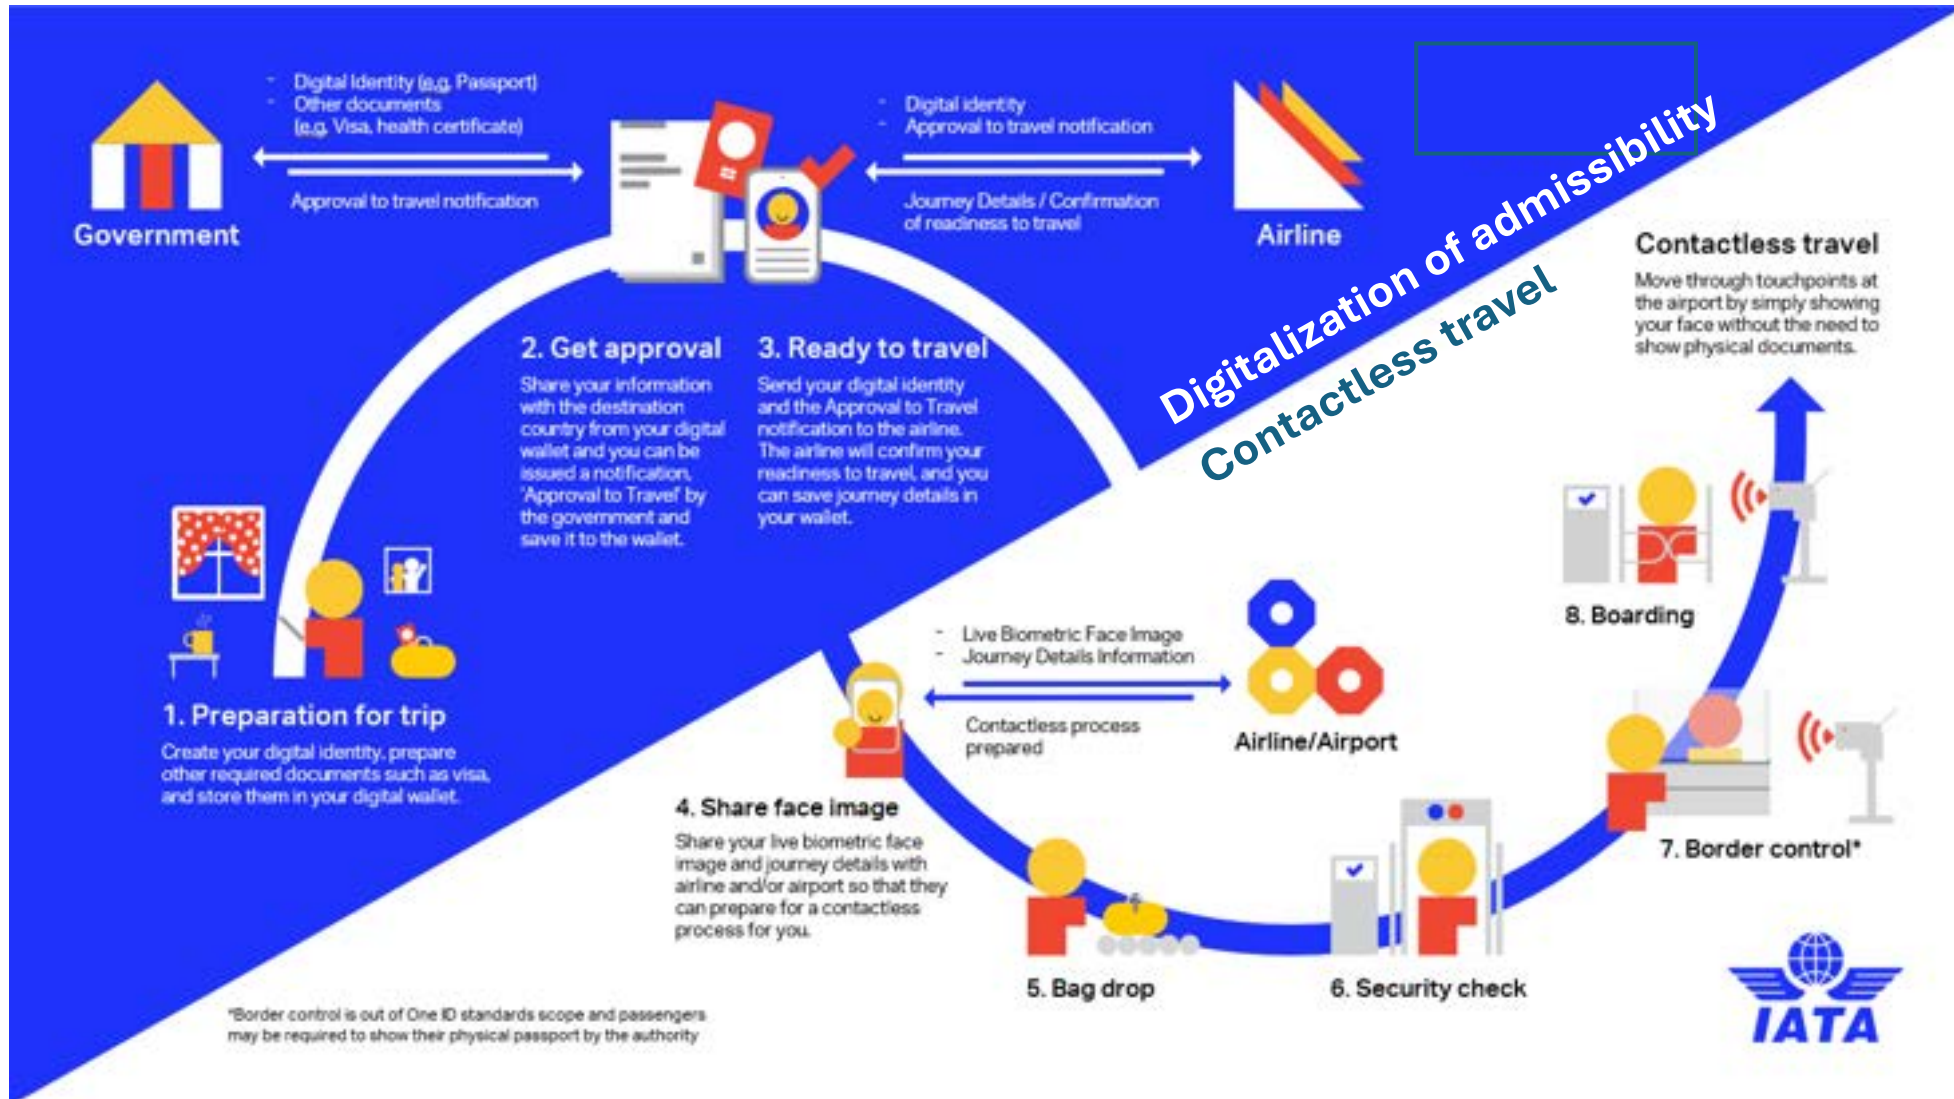 - Digital Identity (e.g. Passport)
- Other documents
(e.g. Visa, health certificate)
Approval to travel notification
Government
- Digital identity
- Approval to travel notification
Journey Details / Confirmation
of readiness to travel
Airline
Digitalization of admissibility
Contactless travel
Contactless travel
Move through touchpoints at
the airport by simply showing
your face without the need to
show physical documents.
1. Preparation for trip
Create your digital identity, prepare
other required documents such as visa,
and store them in your digital wallet.
2. Get approval
Share your information
with the destination
country from your digital
wallet and you can be
issued a notification,
'Approval to Travel' by
the government and
save it to the wallet.
3. Ready to travel
Send your digital identity
and the Approval to Travel
notification to the airline.
The airline will confirm your
readiness to travel, and you
can save journey details in
your wallet.
- Live Biometric Face Image
- Journey Details Information
Contactless process
prepared
Airline/Airport
4. Share face image
Share your live biometric face
image and journey details with
airline and/or airport so that they
can prepare for a contactless
process for you.
5. Bag drop
6. Security check
7. Border control*
8. Boarding
*Border control is out of One ID standards scope and passengers
may be required to show their physical passport by the authority
IATA